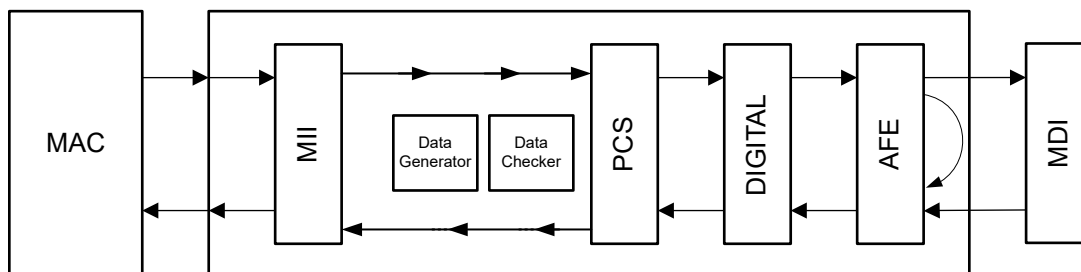 MAC
MII
Data
Generator
Data
Checker
PCS
DIGITAL
AFE
MDI